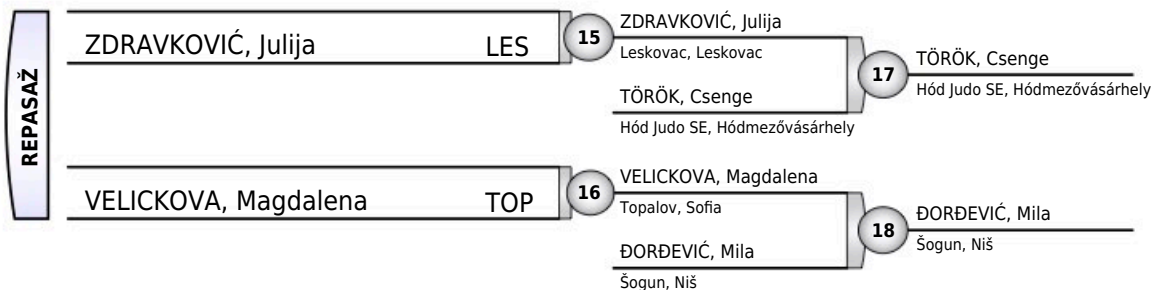 REPASAŽ
ZDRAVKOVIĆ, Julija LES
15
ZDRAVKOVIĆ, Julija
Leskovac, Leskovac
TÖRÖK, Csenge
Hód Judo SE, Hódmezővásárhely
17
TÖRÖK, Csenge
Hód Judo SE, Hódmezővásárhely
VELICKOVA, Magdalena TOP
16
VELICKOVA, Magdalena
Topalov, Sofia
ĐORĐEVIĆ, Mila
Šogun, Niš
18
ĐORĐEVIĆ, Mila
Šogun, Niš